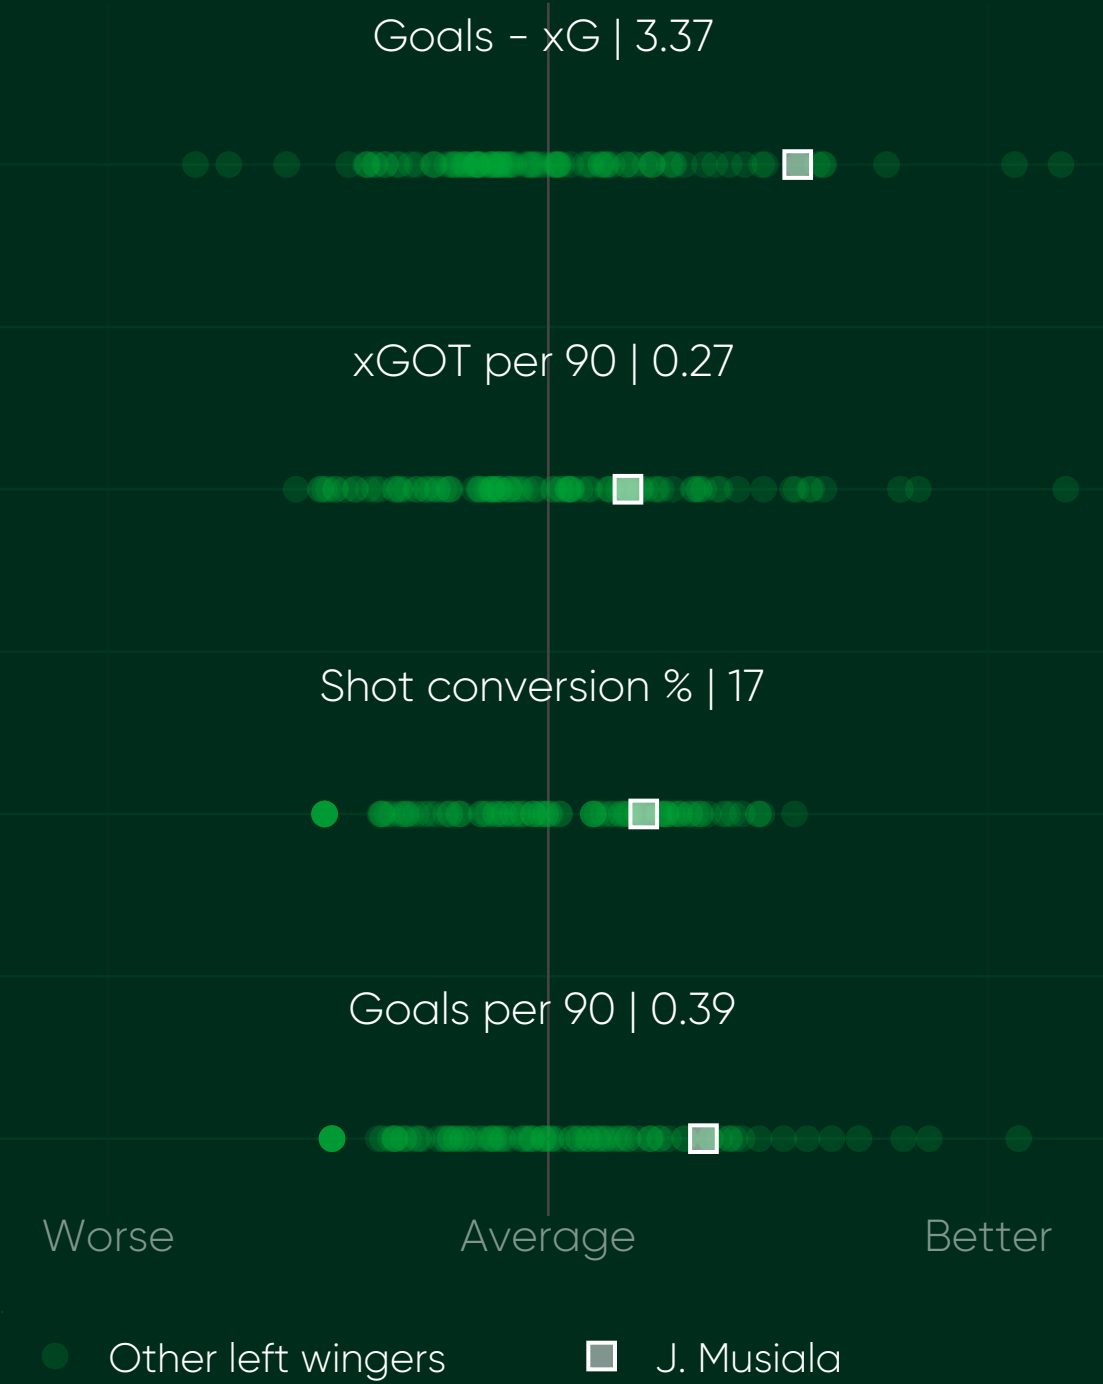 Goals - xG | 3.37
xGOT per 90 | 0.27
Shot conversion % | 17
Goals per 90 | 0.39
Worse Average Better
Other left wingers J. Musiala